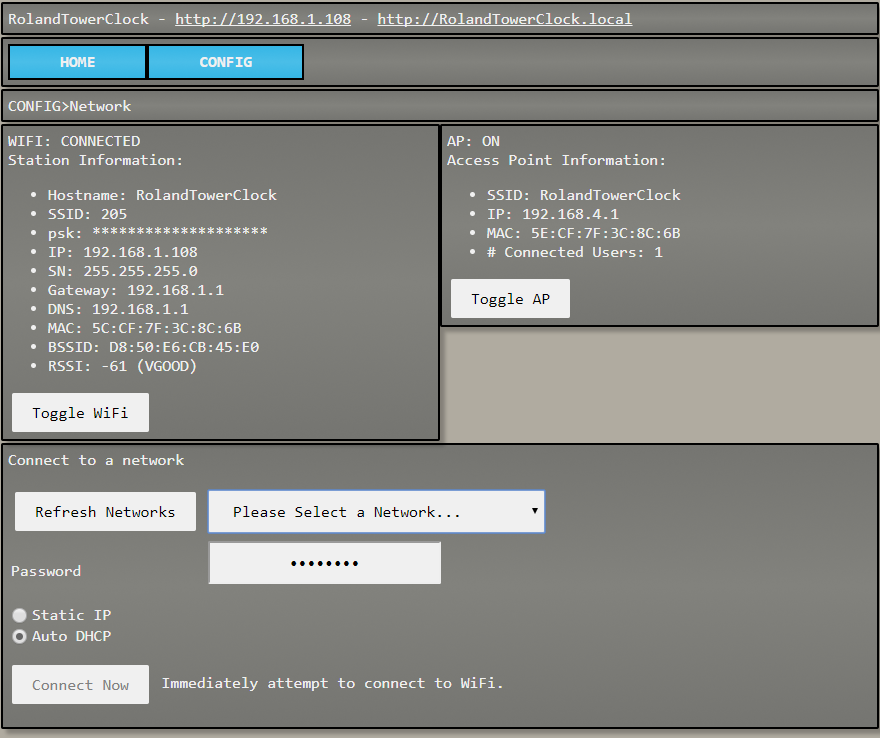 RolandTowerClock - http://192.168.1.108 - http://RolandTowerClock.local
HOME CONFIG
CONFIG>Network
WIFI: CONNECTED
Station Information:
• Hostname: RolandTowerClock
• SSID: 205
• psk: ********************
• IP: 192.168.1.108
• SN: 255.255.255.0
• Gateway: 192.168.1.1
• DNS: 192.168.1.1
• MAC: 5C:CF:7F:3C:8C:6B
• BSSID: D8:50:E6:CB:45:E0
• RSSI: -61 (VGOOD)
Toggle WiFi
AP: ON
Access Point Information:
• SSID: RolandTowerClock
• IP: 192.168.4.1
• MAC: 5E:CF:7F:3C:8C:6B
• # Connected Users: 1
Toggle AP
Connect to a network
Refresh Networks Please Select a Network...
Password ••••••••
Static IP
Auto DHCP
Connect Now Immediately attempt to connect to WiFi.